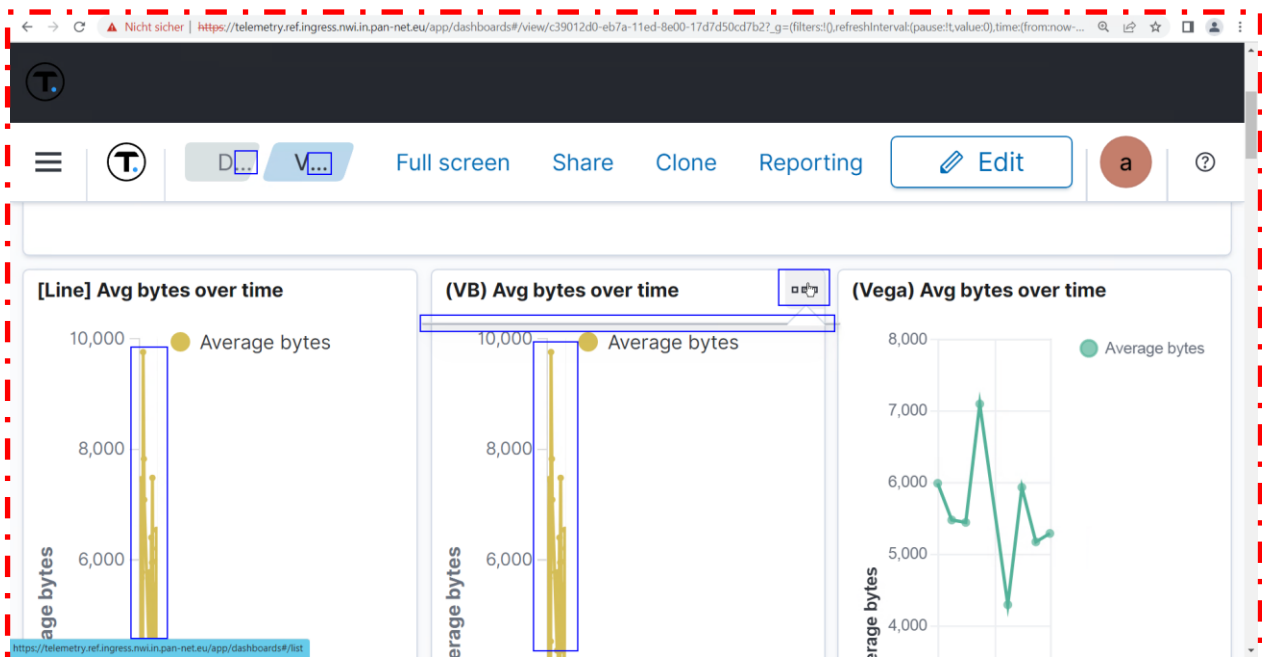 Nicht sicher | https://telemetry.ref.ingress.nwi.in.pan-net.eu/app/dashboards#/view/c39012d0-eb7a-11ed-8e00-17d7d50cd7b2?_g=(filters:!(),refreshInterval:(pause:!t,value:0),time:(from:now-...
T.
T. D... V... Full screen Share Clone Reporting Edit a ?
[Line] Avg bytes over time
10,000
Average bytes
8,000
6,000
age bytes
(VB) Avg bytes over time
10,000
Average bytes
8,000
6,000
erage bytes
(Vega) Avg bytes over time
8,000
Average bytes
7,000
6,000
5,000
4,000
erage bytes
https://telemetry.ref.ingress.nwi.in.pan-net.eu/app/dashboards#/list